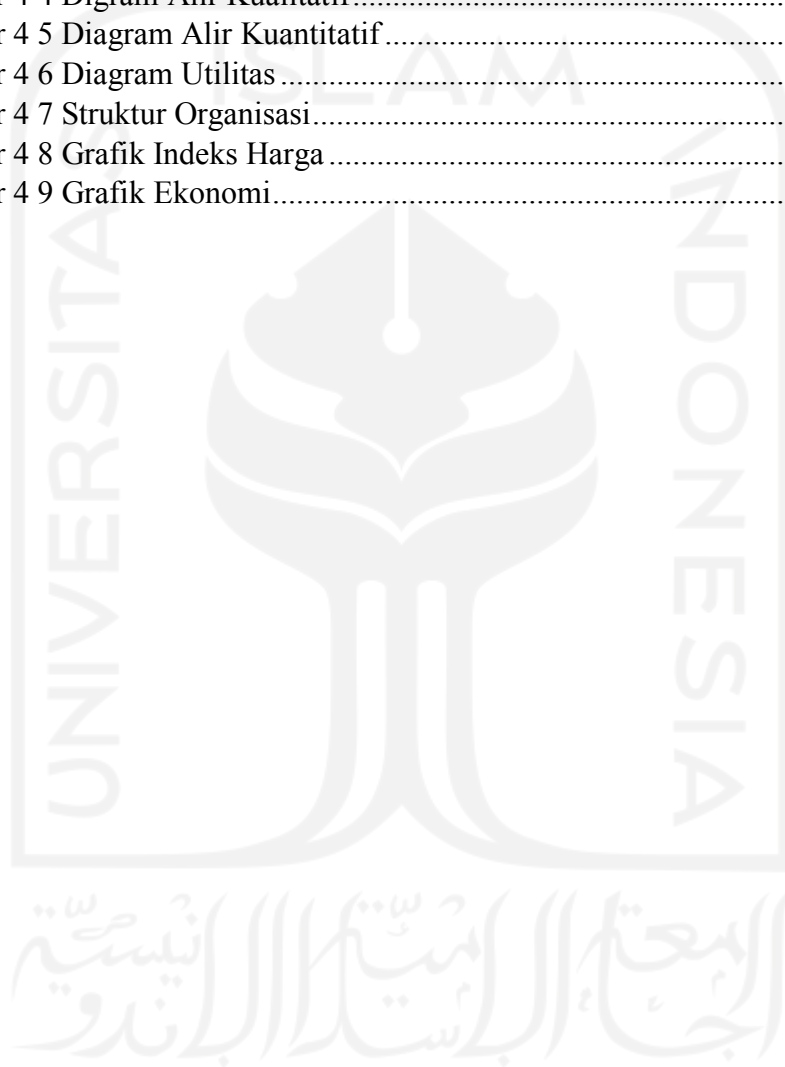 r 4 4 Digram Alir Kualitatif
r 4 5 Diagram Alir Kuantitatif
r 4 6 Diagram Utilitas
r 4 7 Struktur Organisasi
r 4 8 Grafik Indeks Harga
r 4 9 Grafik Ekonomi
ISLAM
UNIVERSITAS
INDONESIA